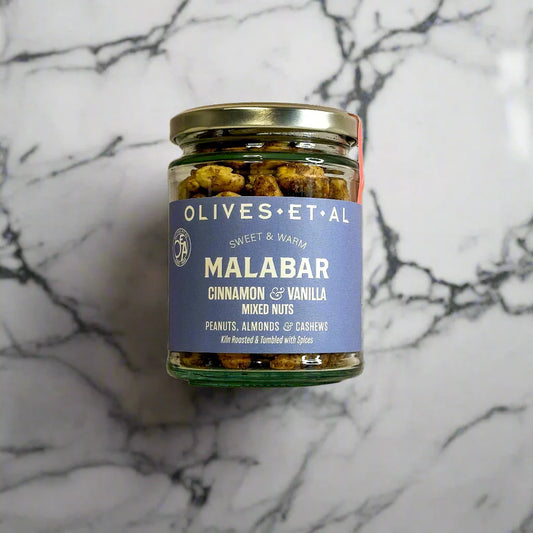 OLIVES·ET·AL
SWEET & WARM
MALABAR
CINNAMON & VANILLA
MIXED NUTS
PEANUTS, ALMONDS & CASHEWS
Kiln Roasted & Tumbled with Spices